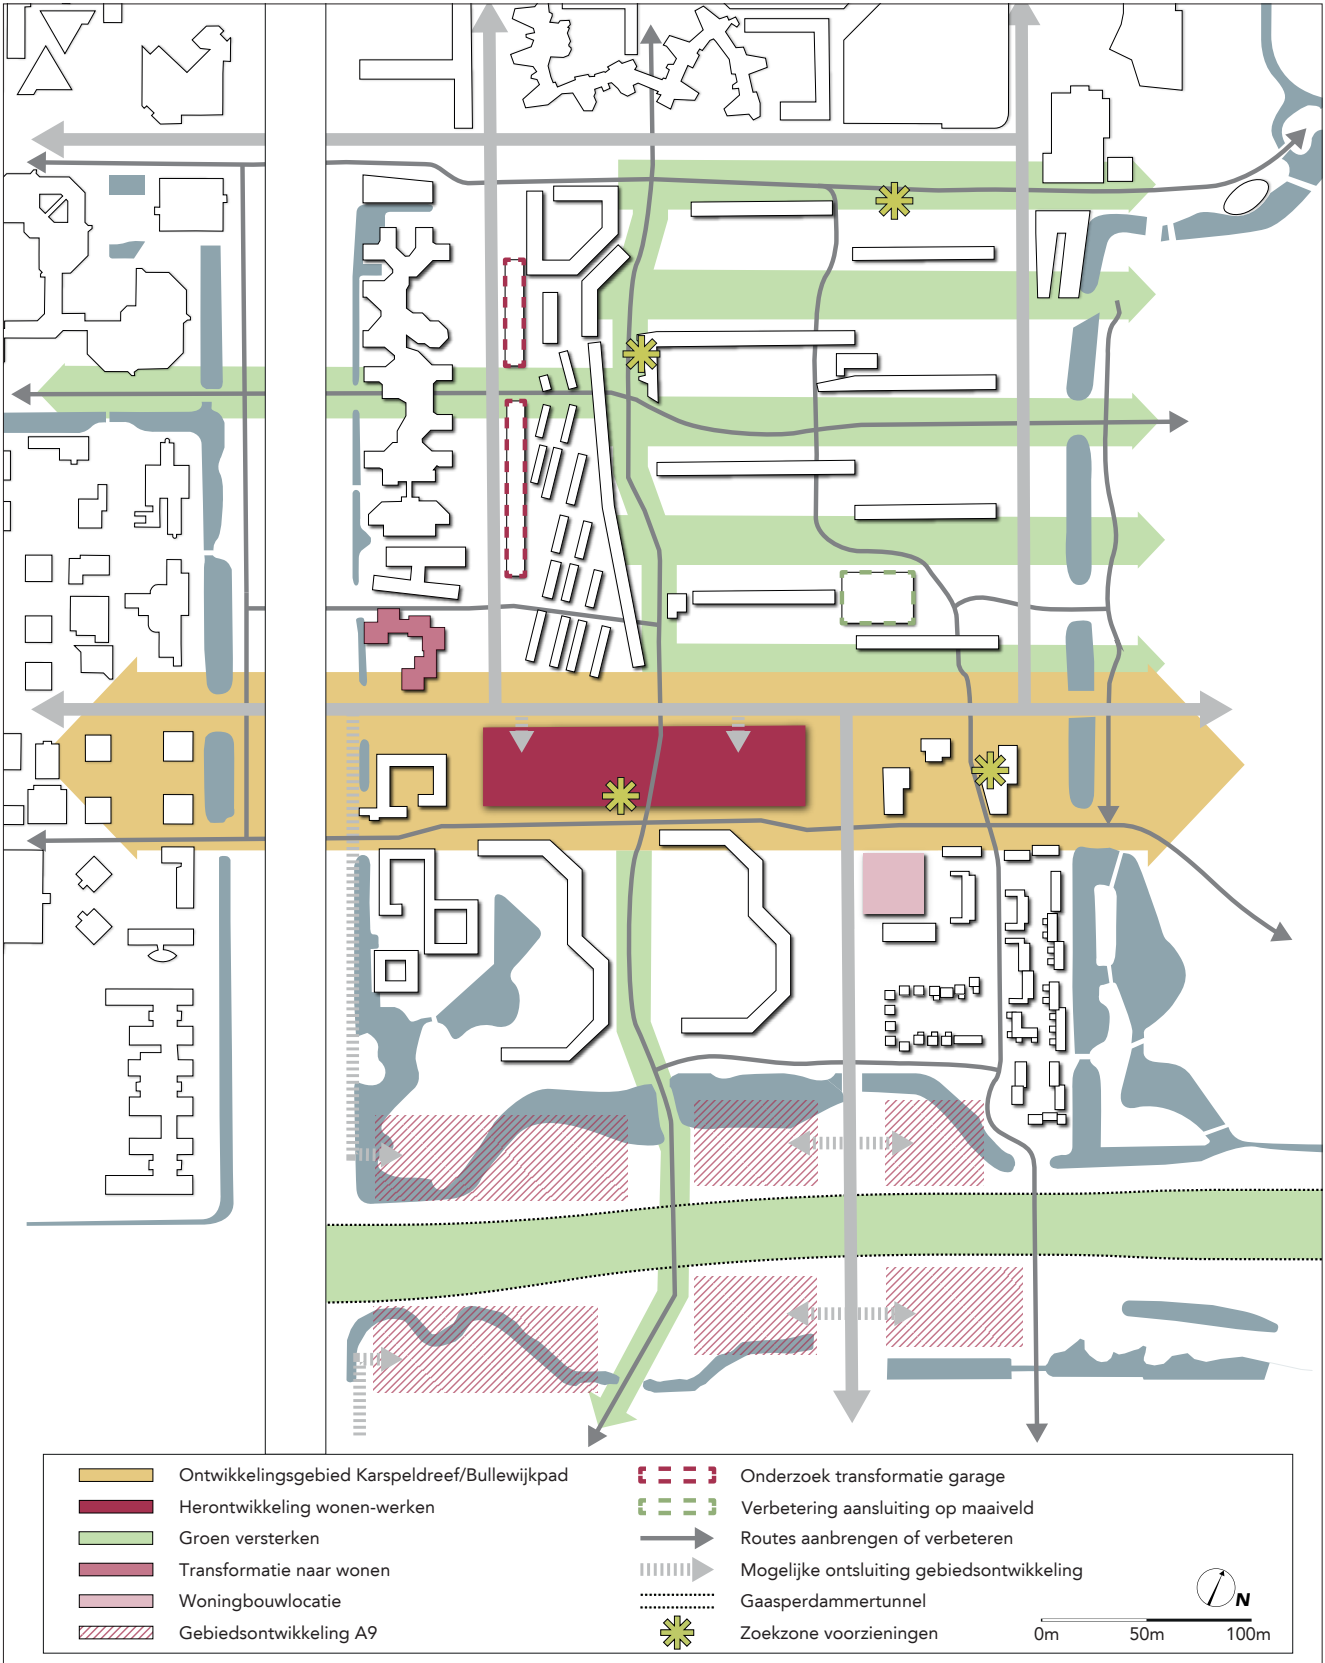 Ontwikkelingsgebied Karspeldreef/Bullewijkpad
Herontwikkeling wonen-werken
Groen versterken
Transformatie naar wonen
Woningbouwlocatie
Gebiedsontwikkeling A9
Onderzoek transformatie garage
Verbetering aansluiting op maaiveld
Routes aanbrengen of verbeteren
Mogelijke ontsluiting gebiedsontwikkeling
Gaasperdammertunnel
Zoekzone voorzieningen
N
0m 50m 100m